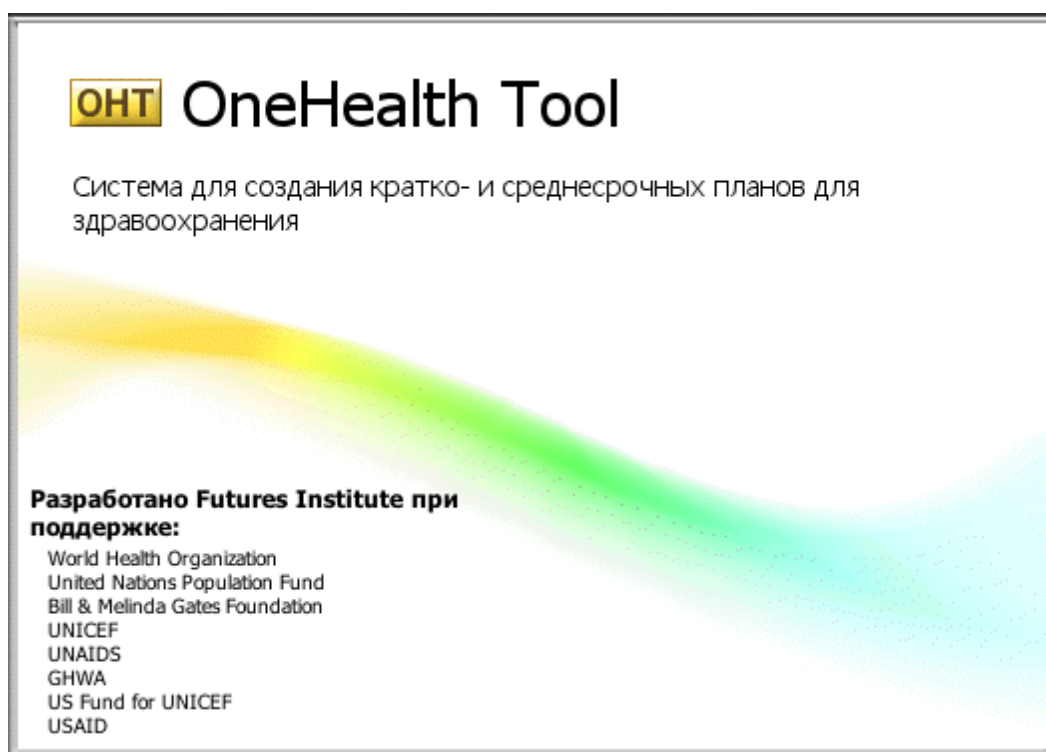 OHT OneHealth Tool
Система для создания кратко- и среднесрочных планов для
здравоохранения
Разработано Futures Institute при
поддержке:
World Health Organization
United Nations Population Fund
Bill & Melinda Gates Foundation
UNICEF
UNAIDS
GHWA
US Fund for UNICEF
USAID